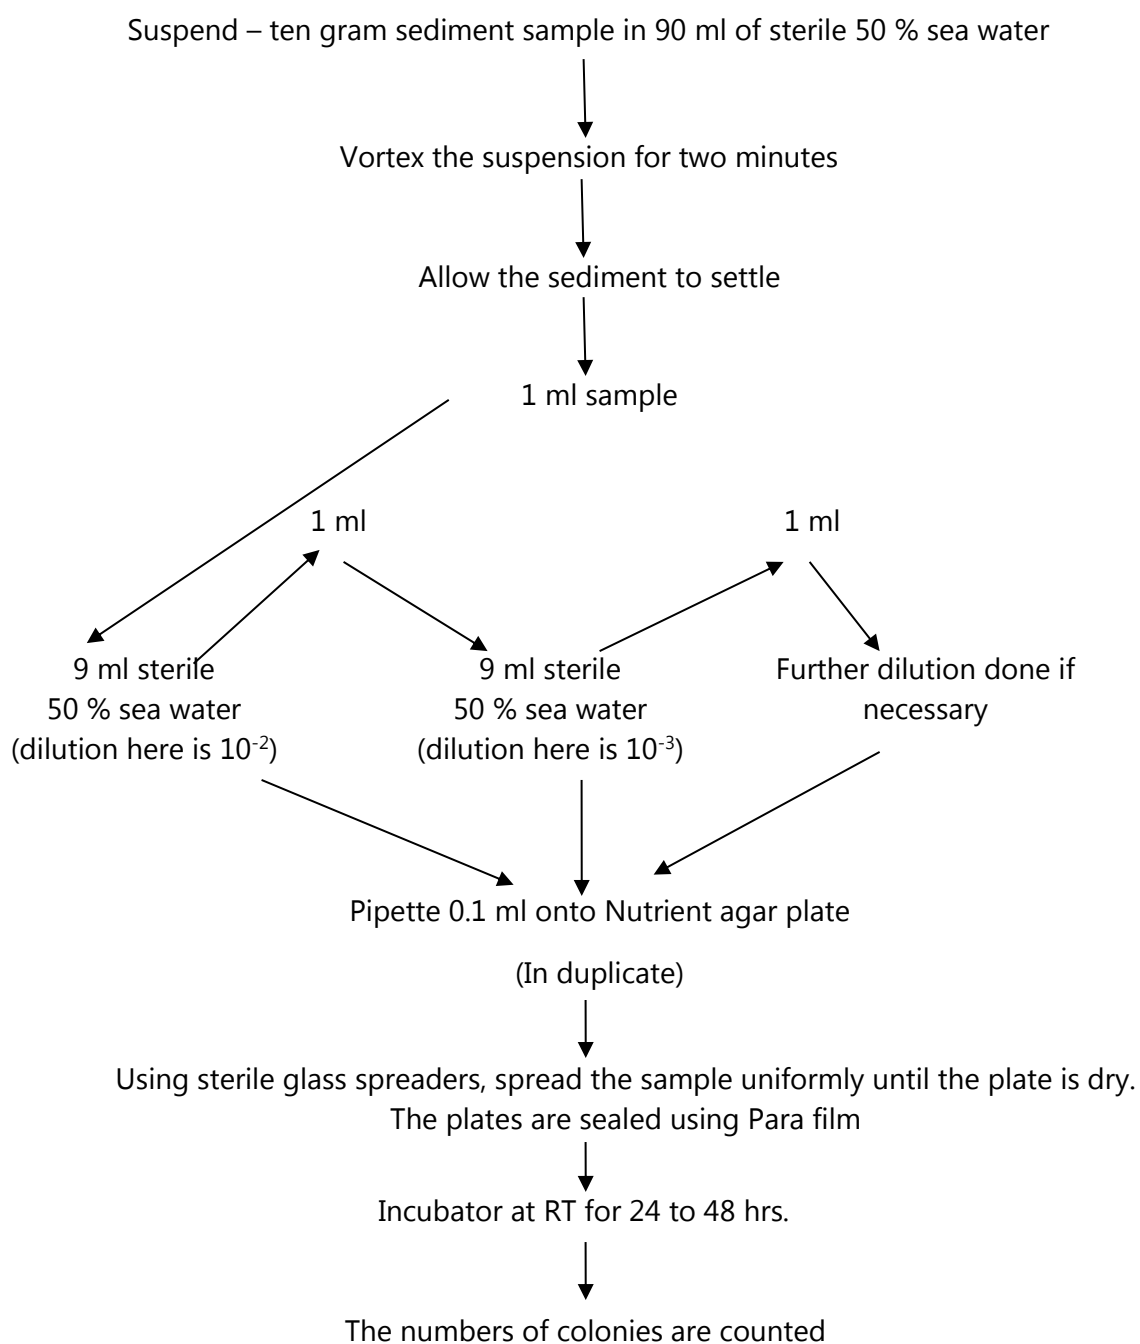 Suspend – ten gram sediment sample in 90 ml of sterile 50 % sea water
Vortex the suspension for two minutes
Allow the sediment to settle
1 ml sample
1 ml
1 ml
9 ml sterile
50 % sea water
(dilution here is 10⁻²)
9 ml sterile
50 % sea water
(dilution here is 10⁻³)
Further dilution done if
necessary
Pipette 0.1 ml onto Nutrient agar plate
(In duplicate)
Using sterile glass spreaders, spread the sample uniformly until the plate is dry.
The plates are sealed using Para film
Incubator at RT for 24 to 48 hrs.
The numbers of colonies are counted